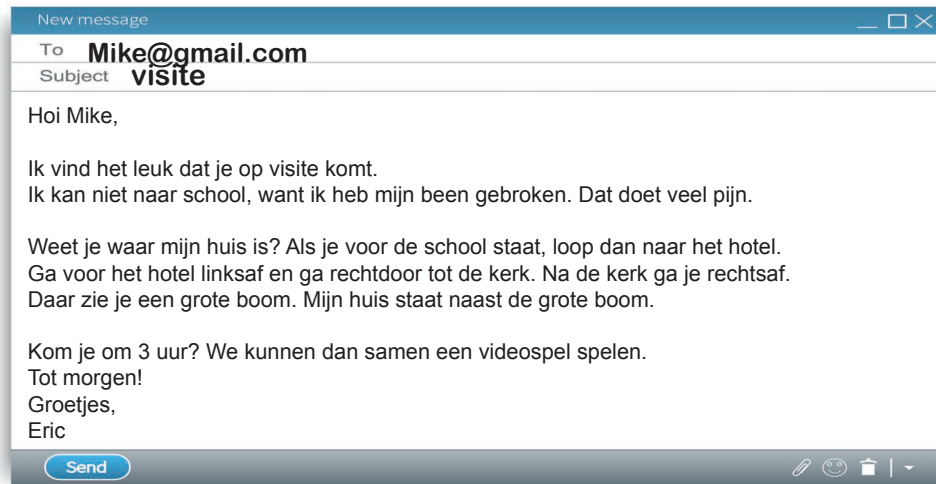 New message
To Mike@gmail.com
Subject visite
Hoi Mike,
Ik vind het leuk dat je op visite komt.
Ik kan niet naar school, want ik heb mijn been gebroken. Dat doet veel pijn.
Weet je waar mijn huis is? Als je voor de school staat, loop dan naar het hotel.
Ga voor het hotel linksaf en ga rechtdoor tot de kerk. Na de kerk ga je rechtsaf.
Daar zie je een grote boom. Mijn huis staat naast de grote boom.
Kom je om 3 uur? We kunnen dan samen een videospel spelen.
Tot morgen!
Groetjes,
Eric
Send